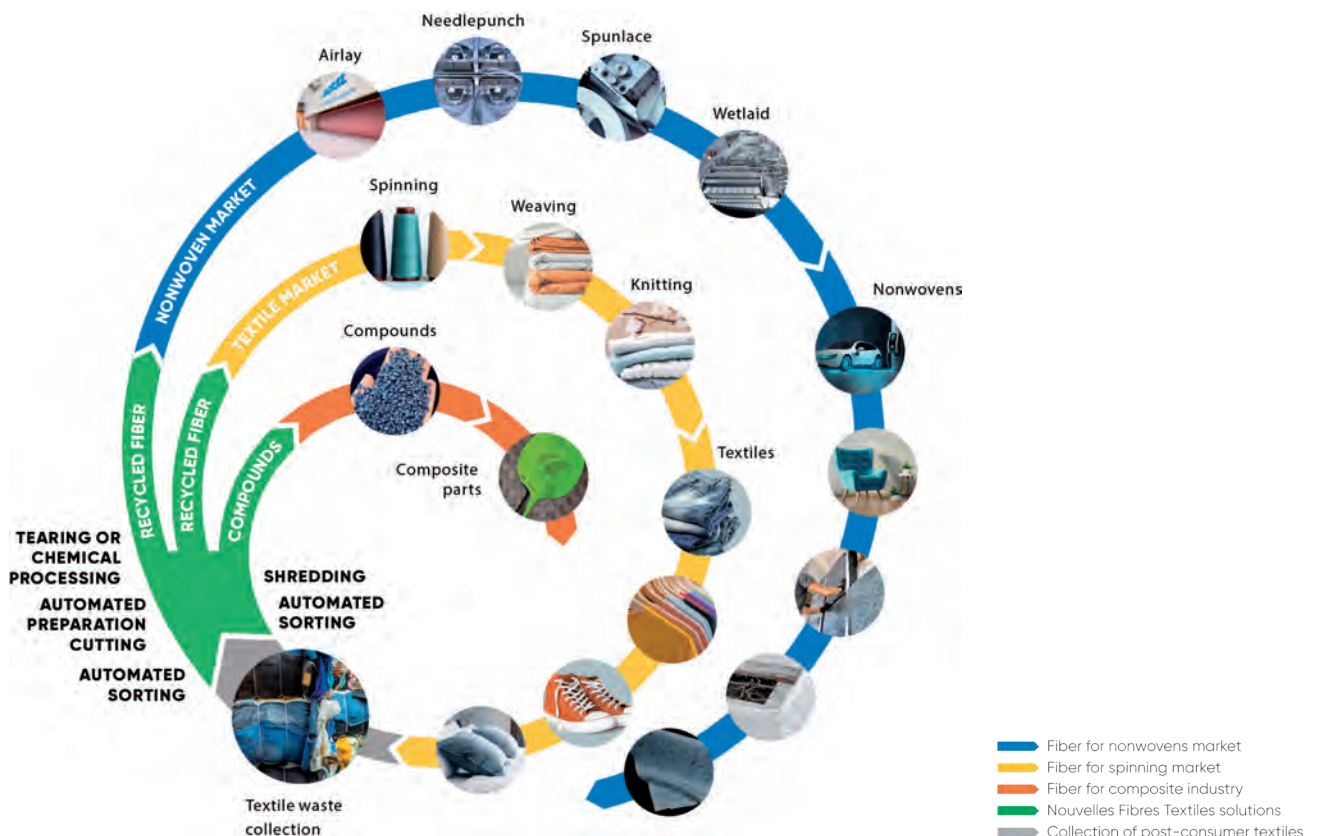 Needlepunch
Spunlace
Airlay
Wetlaid
Spinning
Weaving
NONWOVEN MARKET
TEXTILE MARKET
Knitting
Nonwovens
Compounds
RECYCLED FIBER
RECYCLED FIBER
COMPOUNDS
Composite
parts
Textiles
TEARING OR
CHEMICAL
PROCESSING
SHREDDING
AUTOMATED
PREPARATION
CUTTING
AUTOMATED
SORTING
AUTOMATED
SORTING
Textile waste
collection
Fiber for nonwovens market
Fiber for spinning market
Fiber for composite industry
Nouvelles Fibres Textiles solutions
Collection of post-consumer textiles